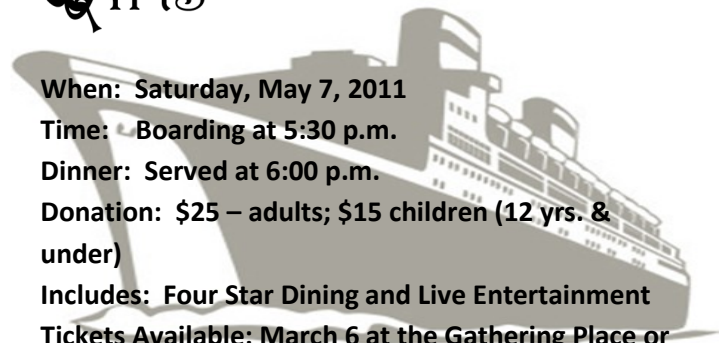 When: Saturday, May 7, 2011
Time: Boarding at 5:30 p.m.
Dinner: Served at 6:00 p.m.
Donation: $25 – adults; $15 children (12 yrs. &
under)
Includes: Four Star Dining and Live Entertainment
Tickets Available: March 6 at the Gathering Place or